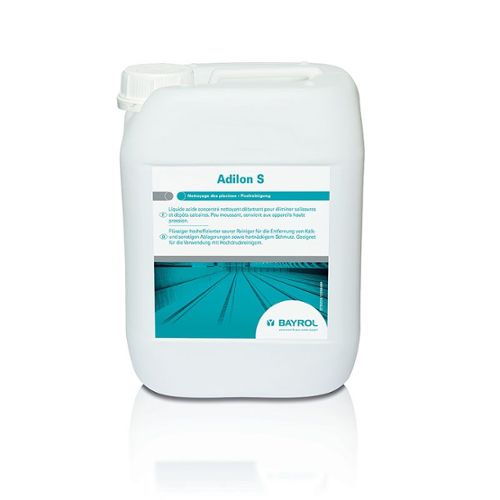 Adilon S
Nettoyage des piscines / Poolreinigung
F Liquide acide concentré nettoyant détartrant pour éliminer salissures
et dépôts calcaires. Peu moussant, convient aux appareils haute
pression.
D Flüssiger hocheffizienter saurer Reiniger für die Entfernung von Kalk-
und sonstigen Ablagerungen sowie hartnäckigem Schmutz. Geeignet
für die Verwendung mit Hochdruckreinigern.
BAYROL